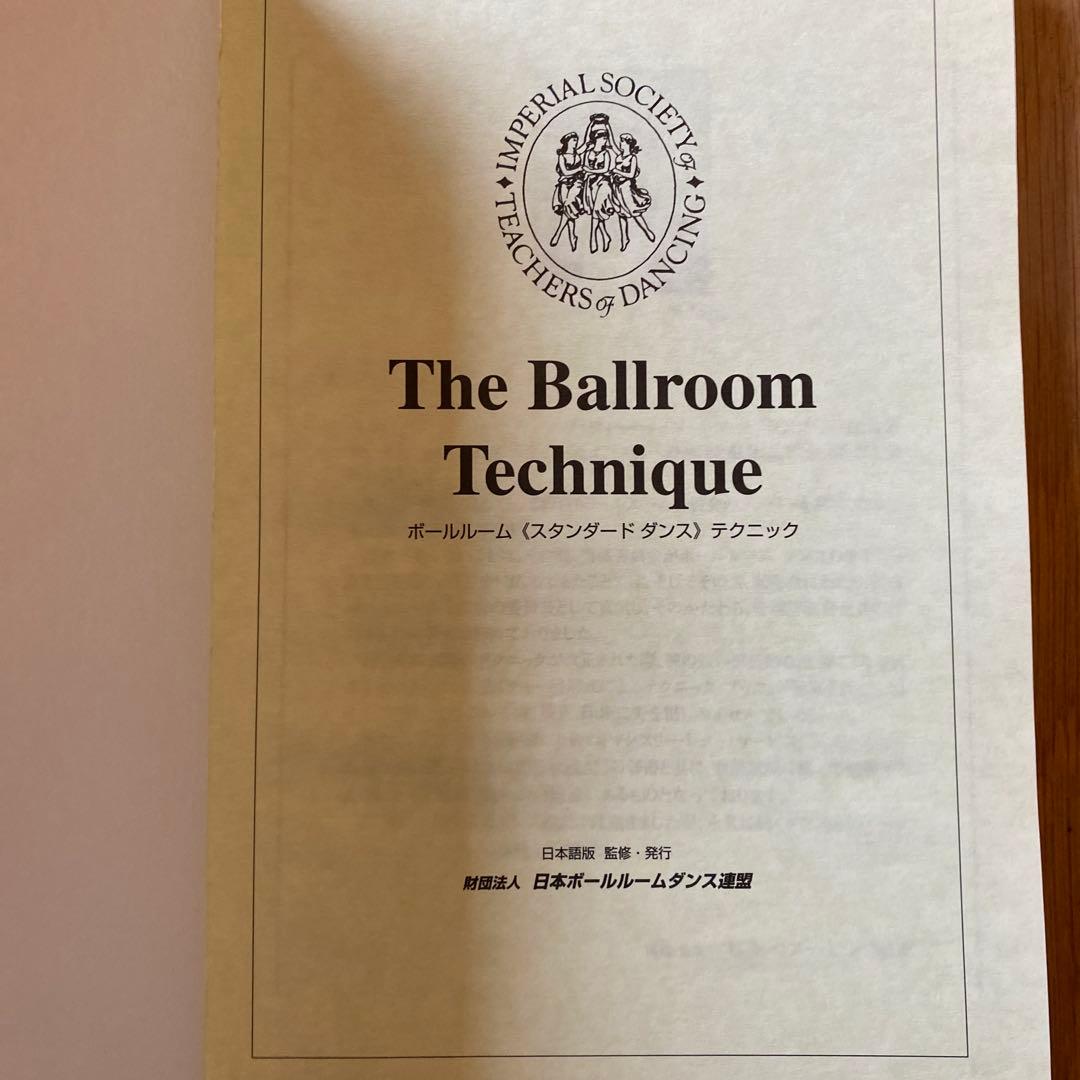 IMPERIAL SOCIETY of
TEACHERS of DANCING
The Ballroom
Technique
ボールルーム《スタンダード ダンス》テクニック
日本語版 監修・発行
財団法人 日本ボールルームダンス連盟